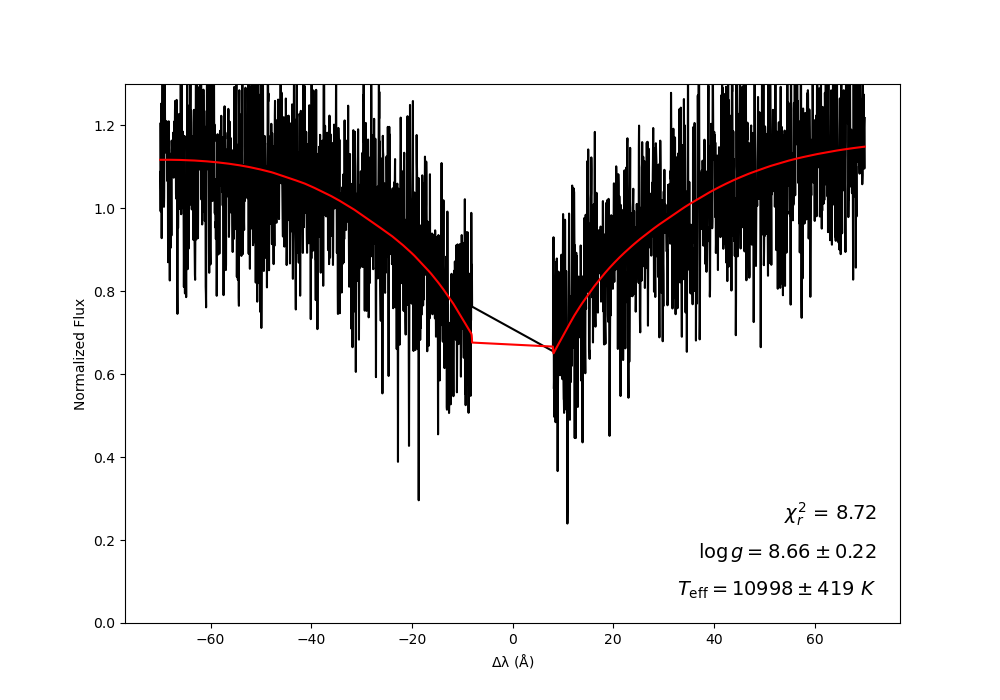 1.2
1.0
0.8
0.6
0.4
0.2
0.0
Normalized Flux
χ²ᵣ = 8.72
log g = 8.66 ± 0.22
T_eff = 10998 ± 419 K
−60 −40 −20 0 20 40 60
Δλ (Å)